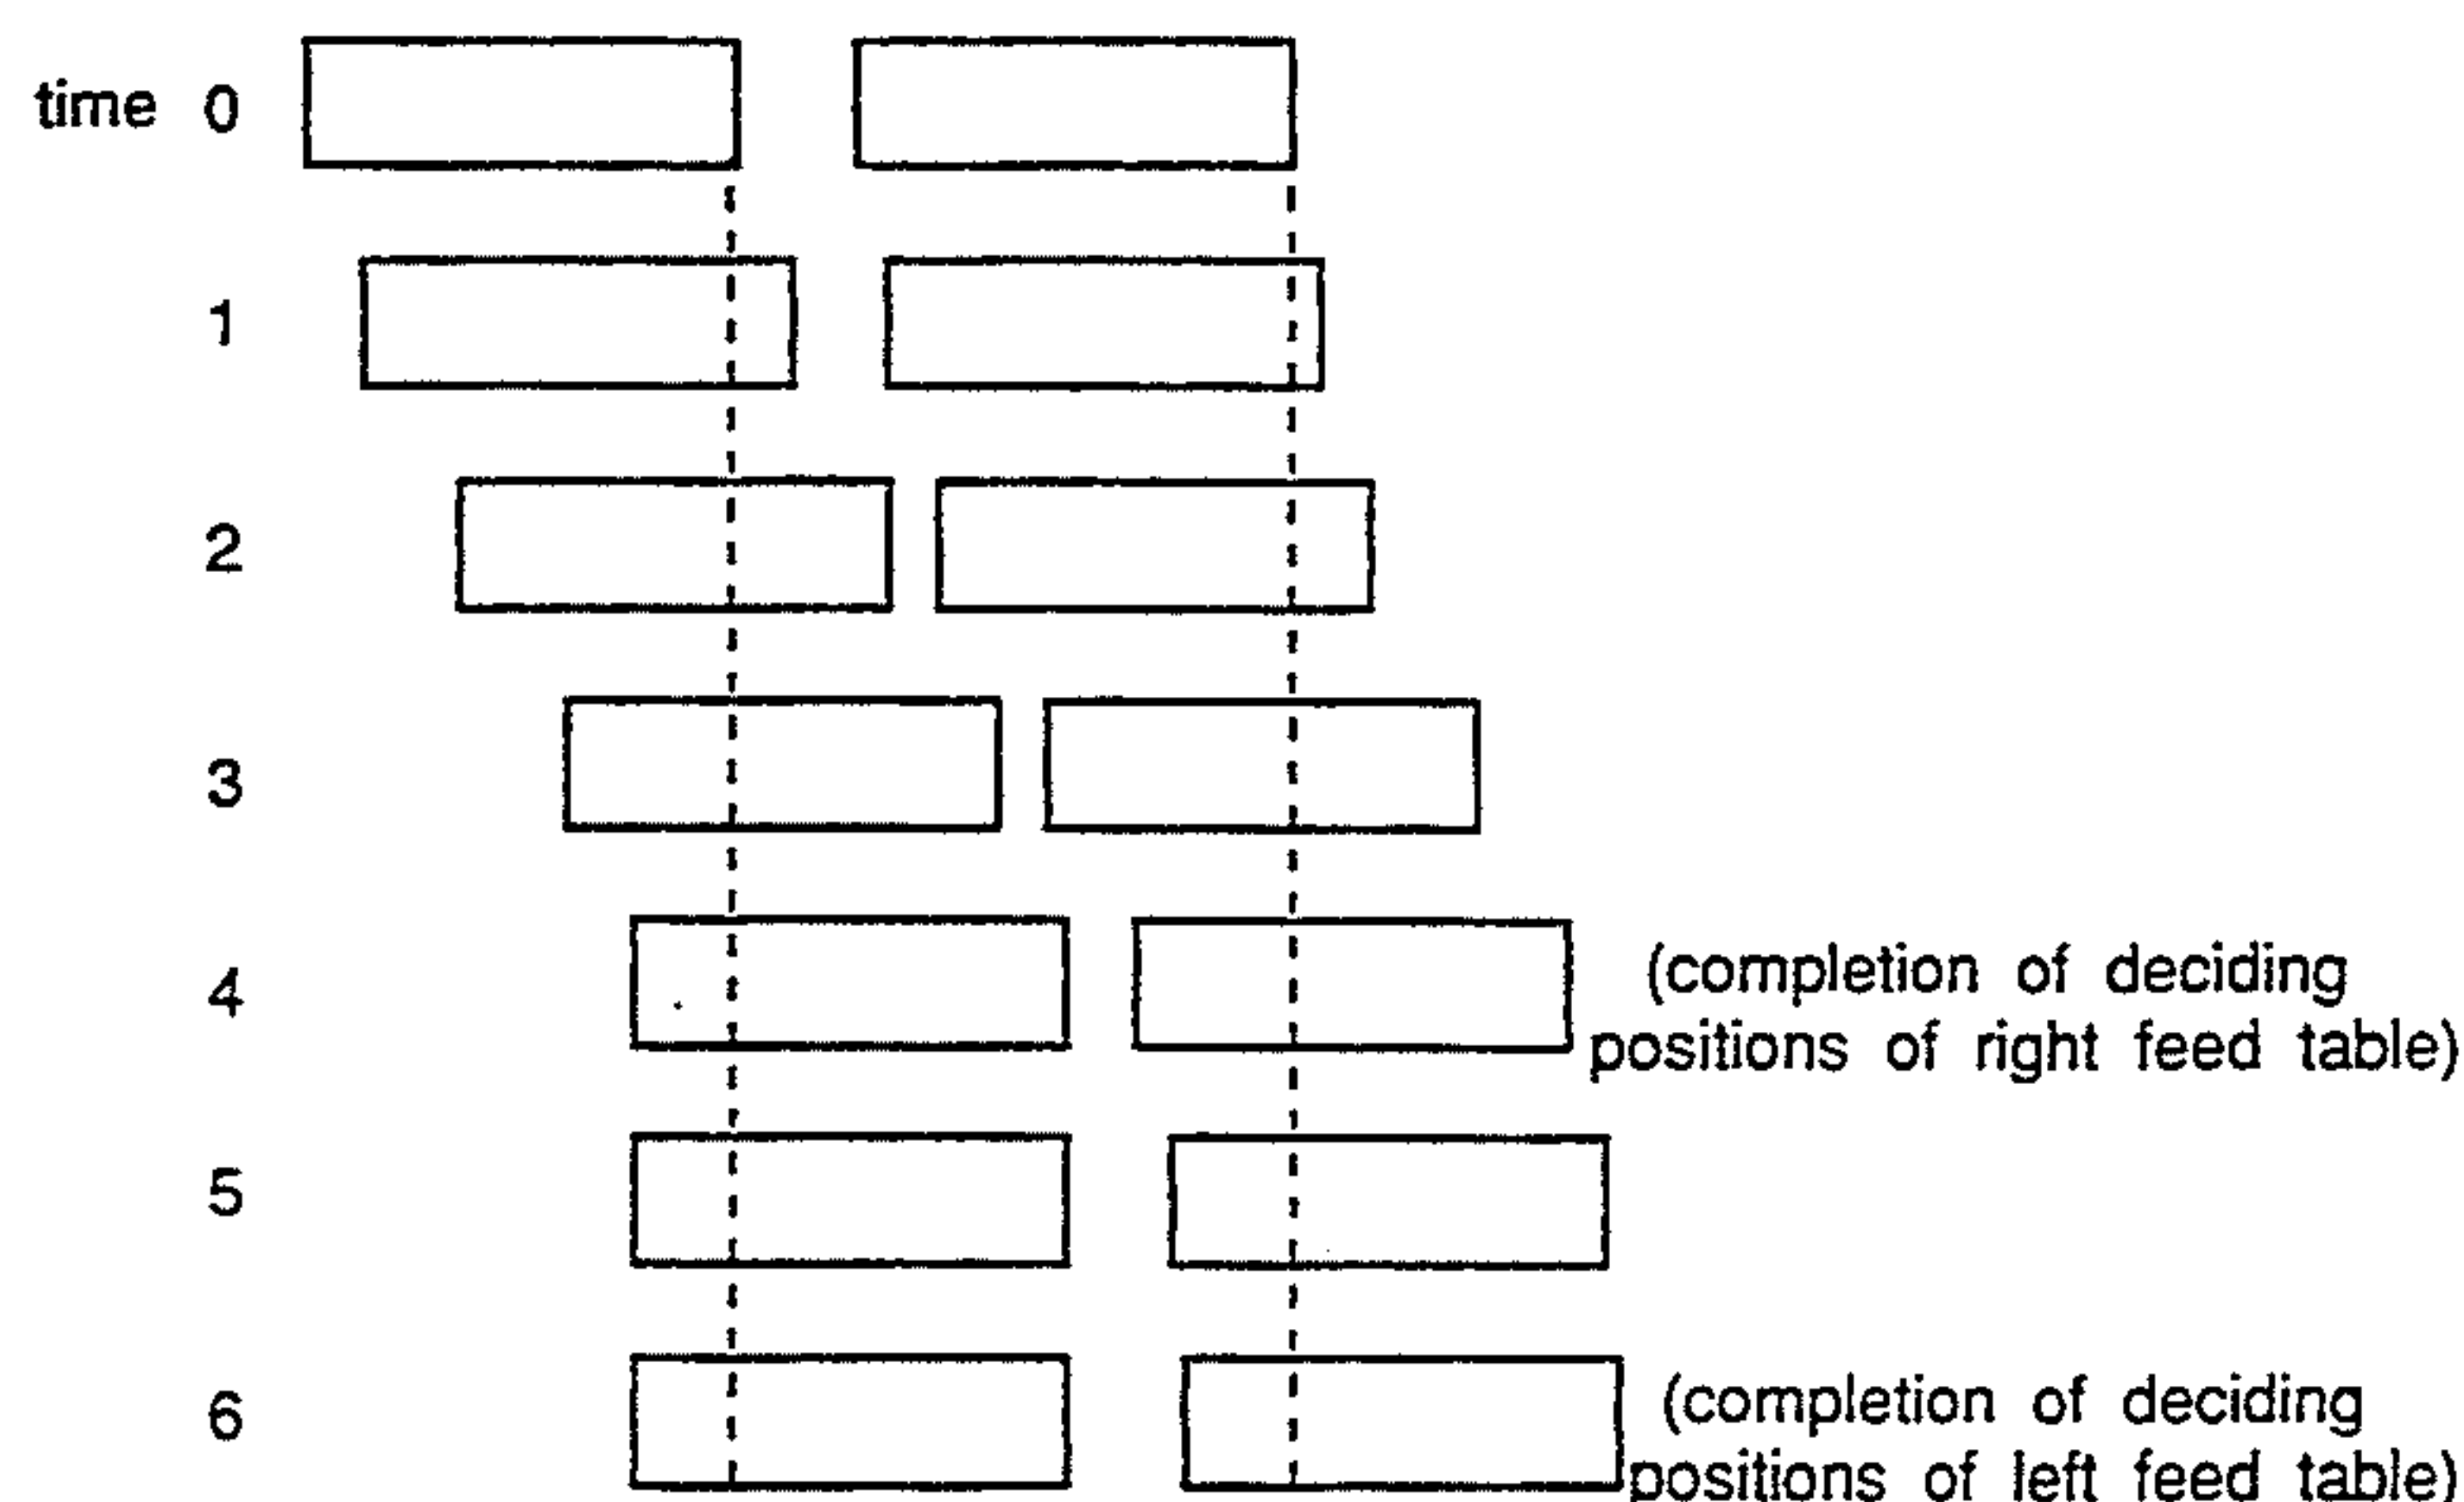 time 0
1
2
3
4
(completion of deciding
positions of right feed table)
5
6
(completion of deciding
positions of left feed table)